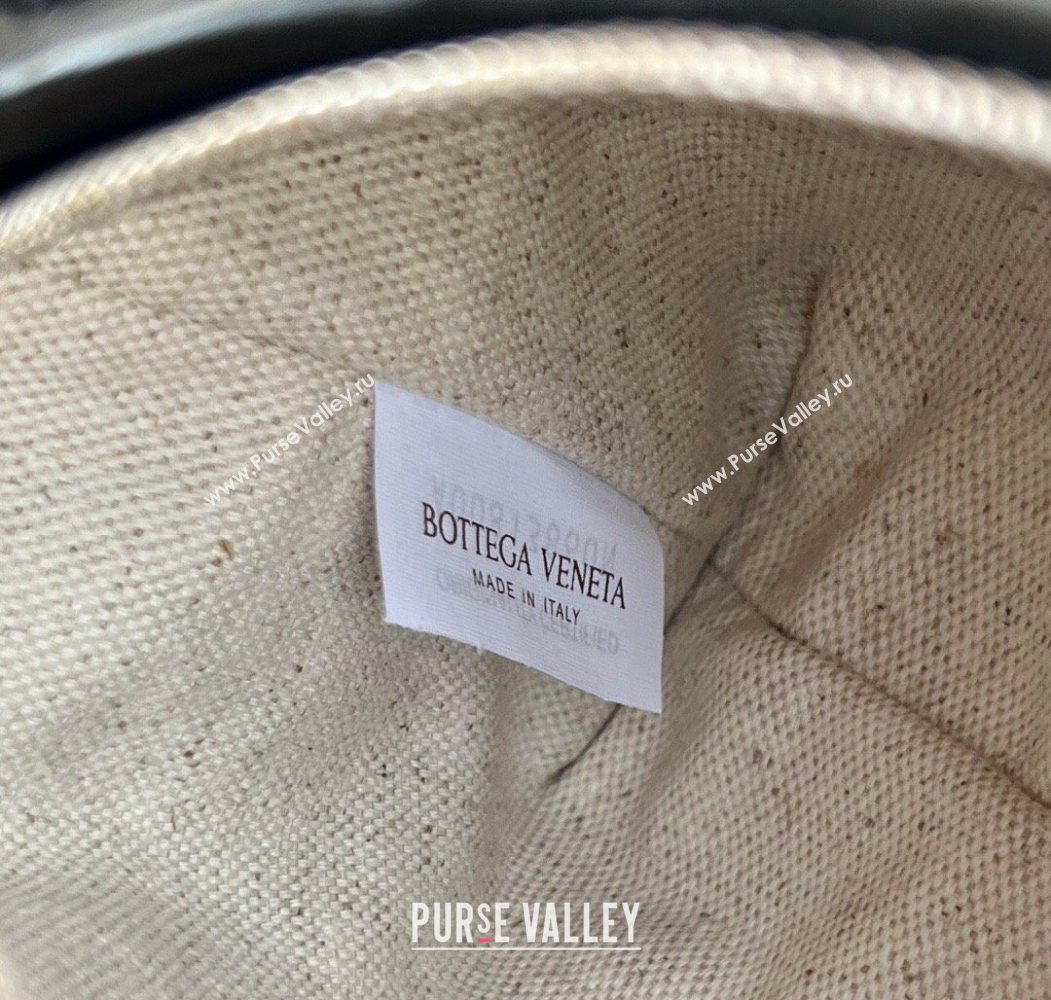 www.PurseValley.ru
www.PurseValley.ru
BOTTEGA VENETA
MADE IN ITALY
PURSE VALLEY